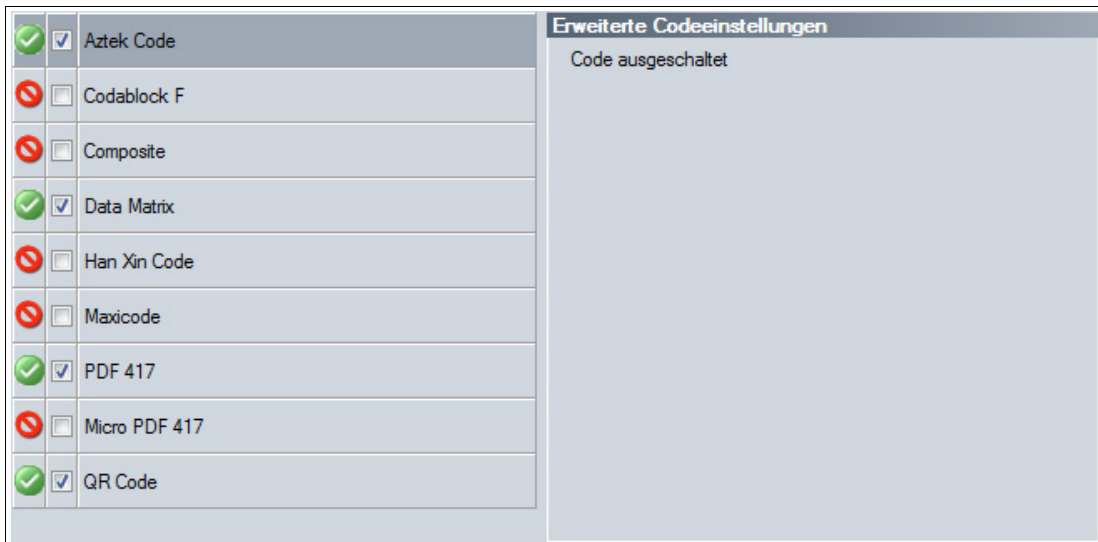 Aztek Code
Codablock F
Composite
Data Matrix
Han Xin Code
Maxicode
PDF 417
Micro PDF 417
QR Code
Erweiterte Codeeinstellungen
Code ausgeschaltet